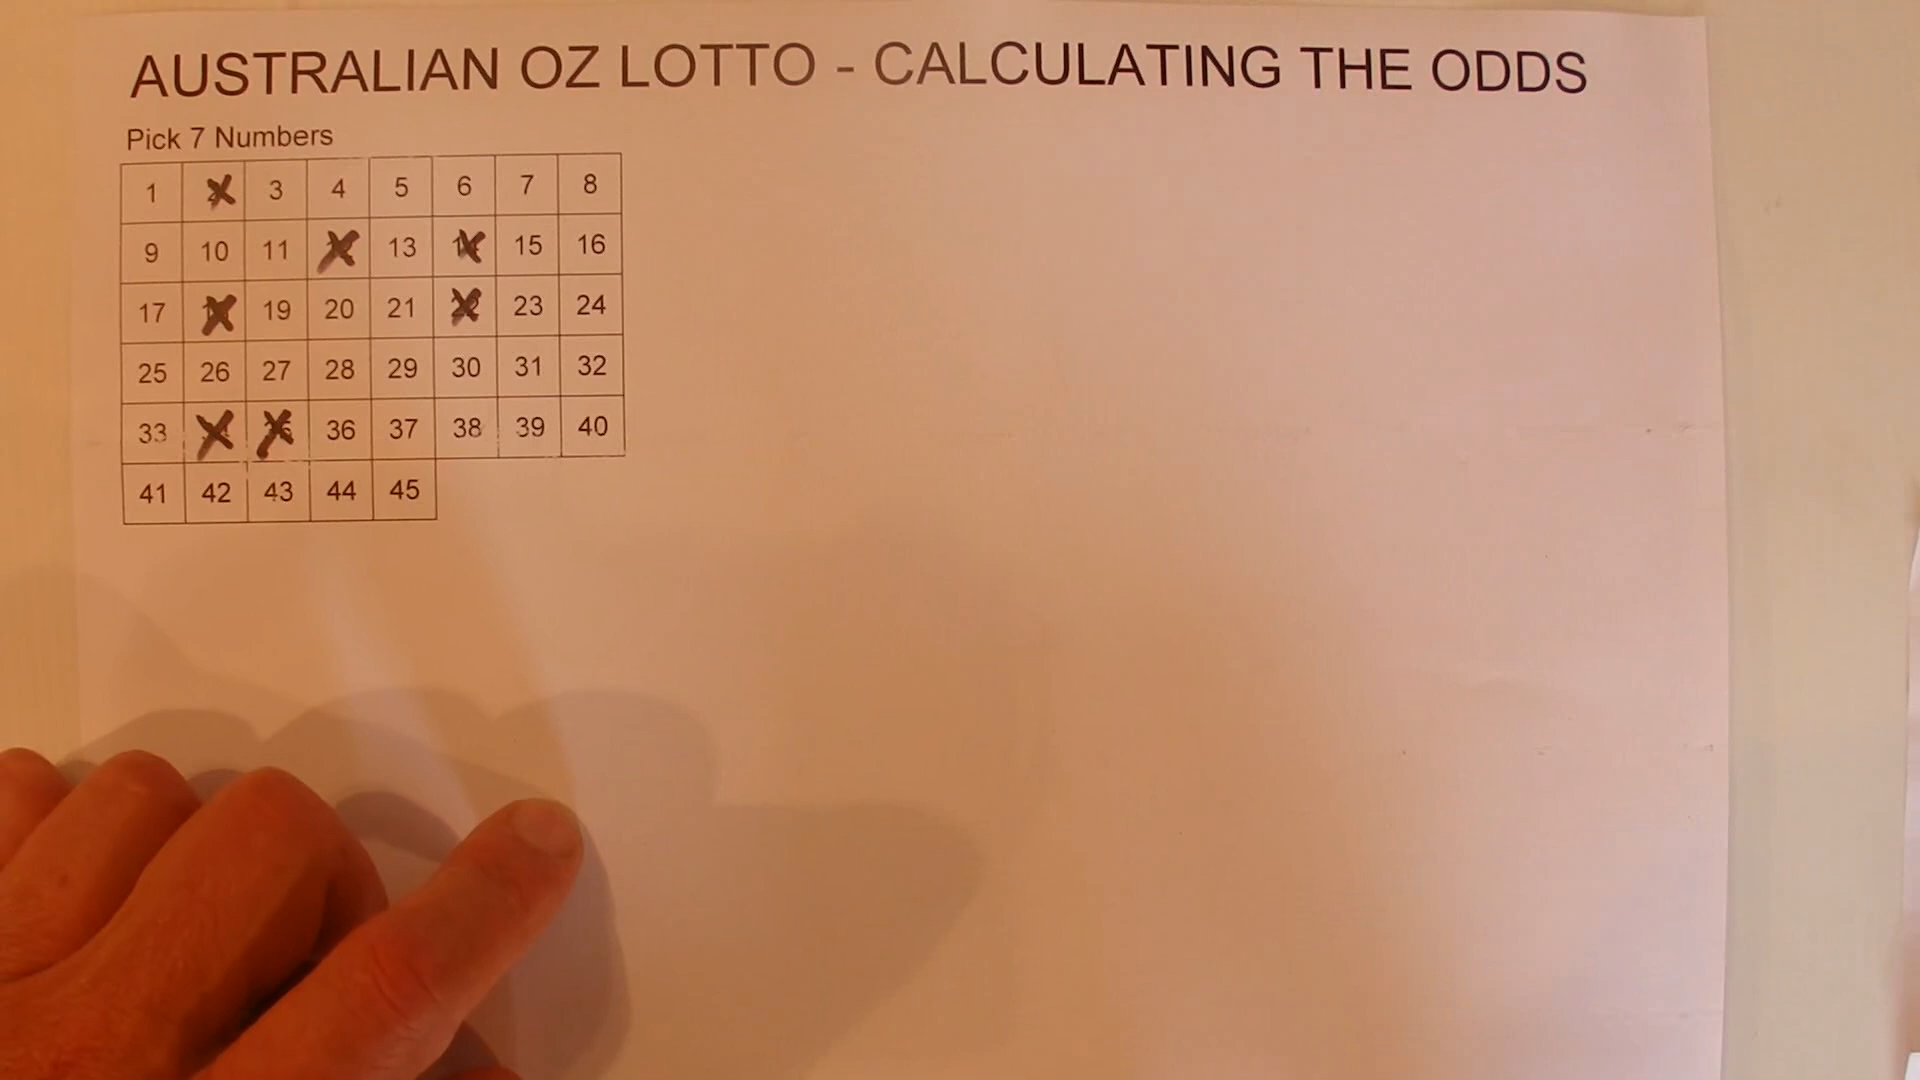 AUSTRALIAN OZ LOTTO - CALCULATING THE ODDS
Pick 7 Numbers
1 3 4 5 6 7 8
9 10 11 13 15 16
17 19 20 21 23 24
25 26 27 28 29 30 31 32
33 36 37 38 39 40
41 42 43 44 45